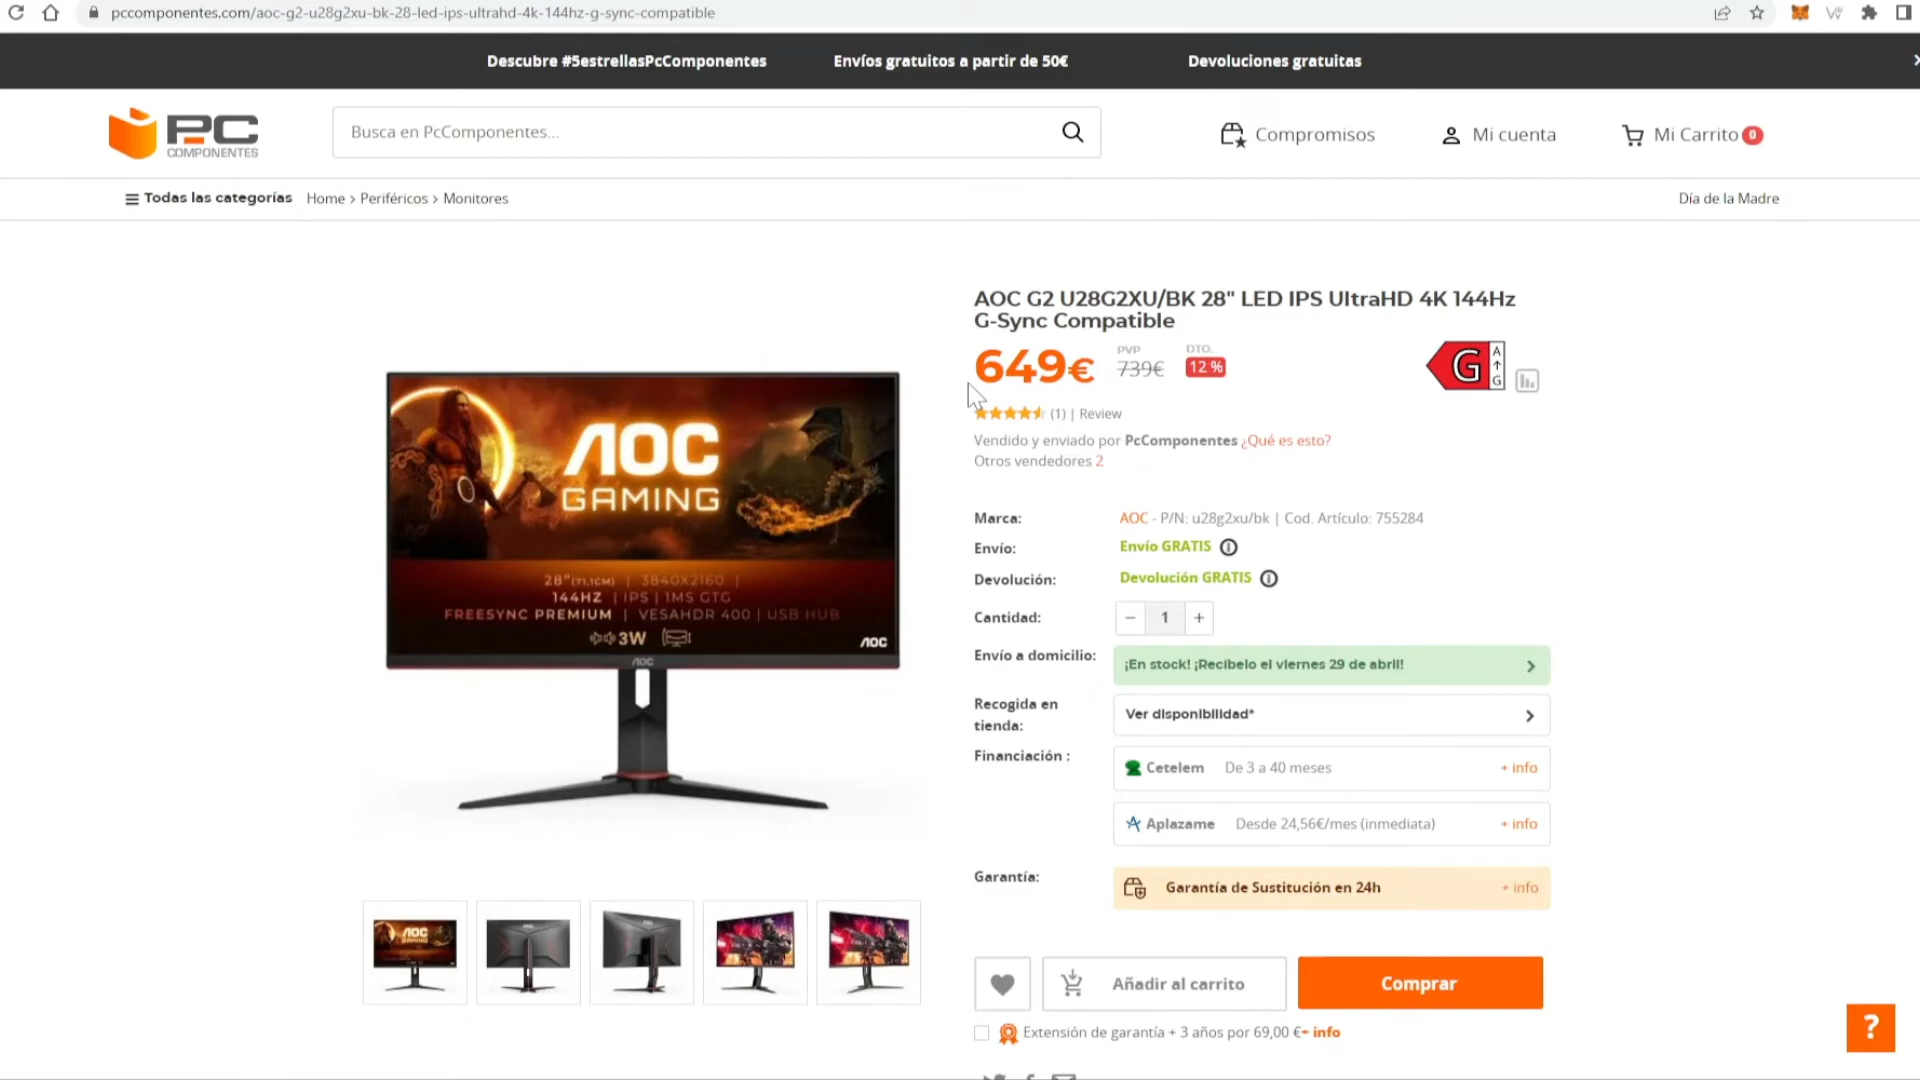 pccomponentes.com/aoc-g2-u28g2xu-bk-28-led-ips-ultrahd-4k-144hz-g-sync-compatible
Descubre #5estrellasPcComponentes Envíos gratuitos a partir de 50€ Devoluciones gratuitas
PC COMPONENTES
Busca en PcComponentes...
Compromisos
Mi cuenta
Mi Carrito 0
Todas las categorías Home > Periféricos > Monitores
Día de la Madre
AOC G2 U28G2XU/BK 28" LED IPS UltraHD 4K 144Hz
G-Sync Compatible
649€ PVP 739€ DTO. 12 %
G A ↑ G
(1) | Review
Vendido y enviado por PcComponentes ¿Qué es esto?
Otros vendedores 2
AOC
GAMING
28"(71,1CM) | 3840X2160 |
144HZ | IPS | 1MS GTG
FREESYNC PREMIUM | VESAHDR 400 | USB HUB
3W
AOC
AOC
Marca: AOC - P/N: u28g2xu/bk | Cod. Artículo: 755284
Envío: Envío GRATIS
Devolución: Devolución GRATIS
Cantidad: − 1 +
Envío a domicilio: ¡En stock! ¡Recíbelo el viernes 29 de abril!
Recogida en
tienda: Ver disponibilidad*
Financiación : Cetelem De 3 a 40 meses + info
Aplazame Desde 24,56€/mes (inmediata) + info
Garantía: Garantía de Sustitución en 24h + info
AOC
GAMING
Añadir al carrito
Comprar
Extensión de garantía + 3 años por 69,00 €+ info
?